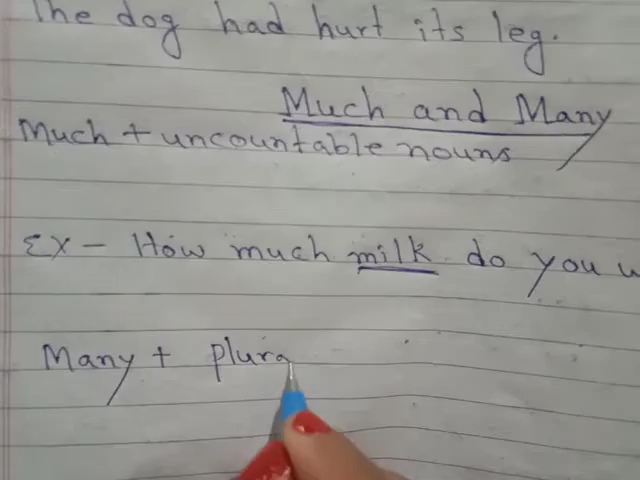 The dog had hurt its leg.
Much and Many
Much + uncountable nouns
Ex - How much milk do you
Many + plura